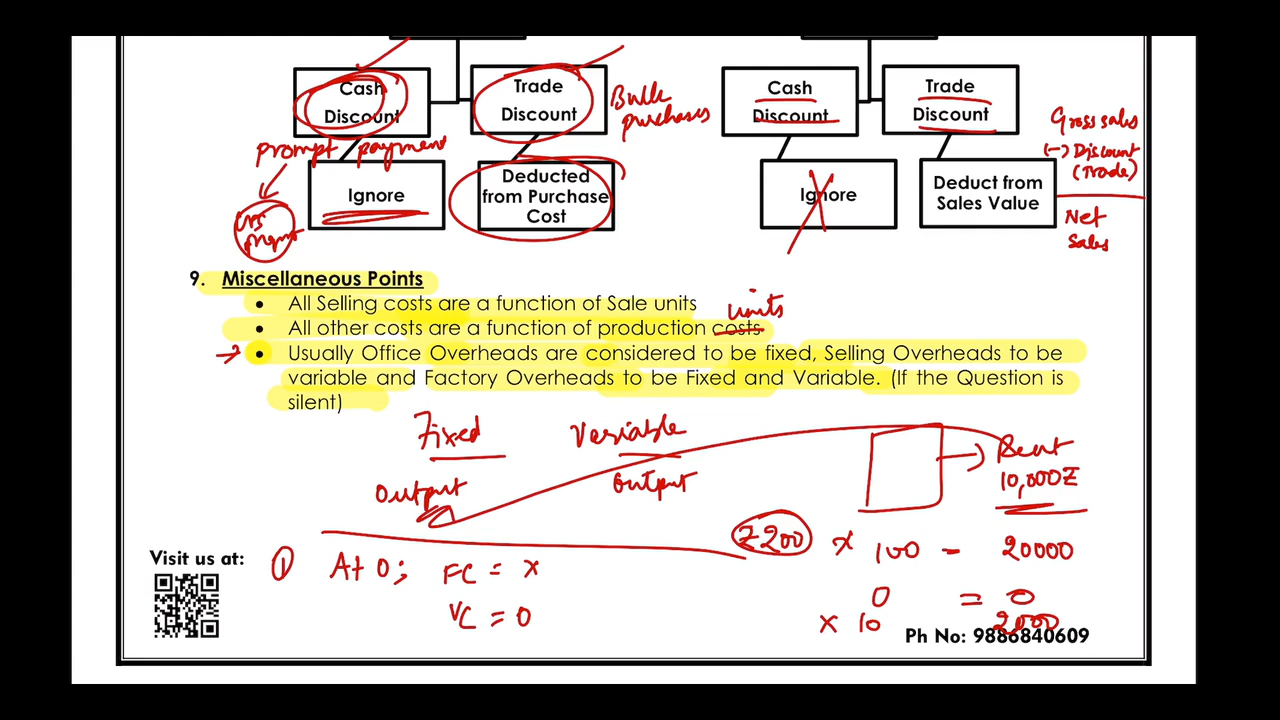 Cash
Discount
Trade
Discount
Bulk
purchases
Cash
Discount
Trade
Discount
Gross sales
(-) Discount
(Trade)
Net
Sales
prompt payment
Ignore
Deducted
from Purchase
Cost
Ignore
Deduct from
Sales Value
9. Miscellaneous Points
• All Selling costs are a function of Sale units
units
• All other costs are a function of production costs
→ • Usually Office Overheads are considered to be fixed, Selling Overheads to be
variable and Factory Overheads to be Fixed and Variable. (If the Question is
silent)
Fixed Variable
Output Output
Rent
10,000Z
Z200 x 100 = 20000
0 = 0
x 10 2000
Visit us at:
① At 0; FC = x
VC = 0
Ph No: 9886840609